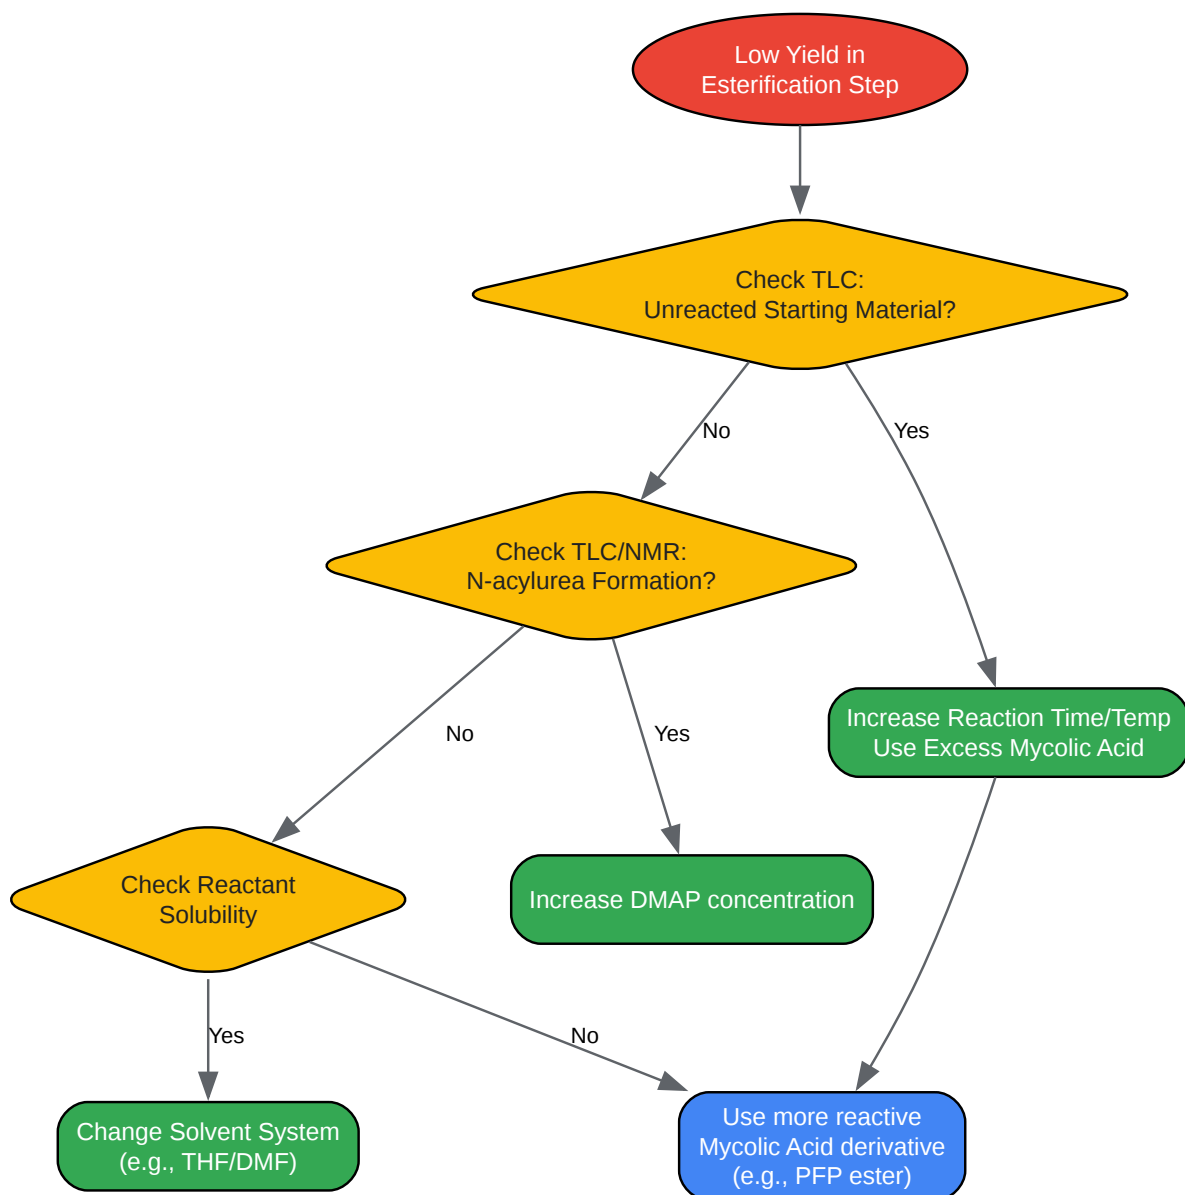 Low Yield in
Esterification Step
Check TLC:
Unreacted Starting Material?
No
Yes
Check TLC/NMR:
N-acylurea Formation?
No
Yes
Increase Reaction Time/Temp
Use Excess Mycolic Acid
Check Reactant
Solubility
Increase DMAP concentration
Yes
No
Change Solvent System
(e.g., THF/DMF)
Use more reactive
Mycolic Acid derivative
(e.g., PFP ester)